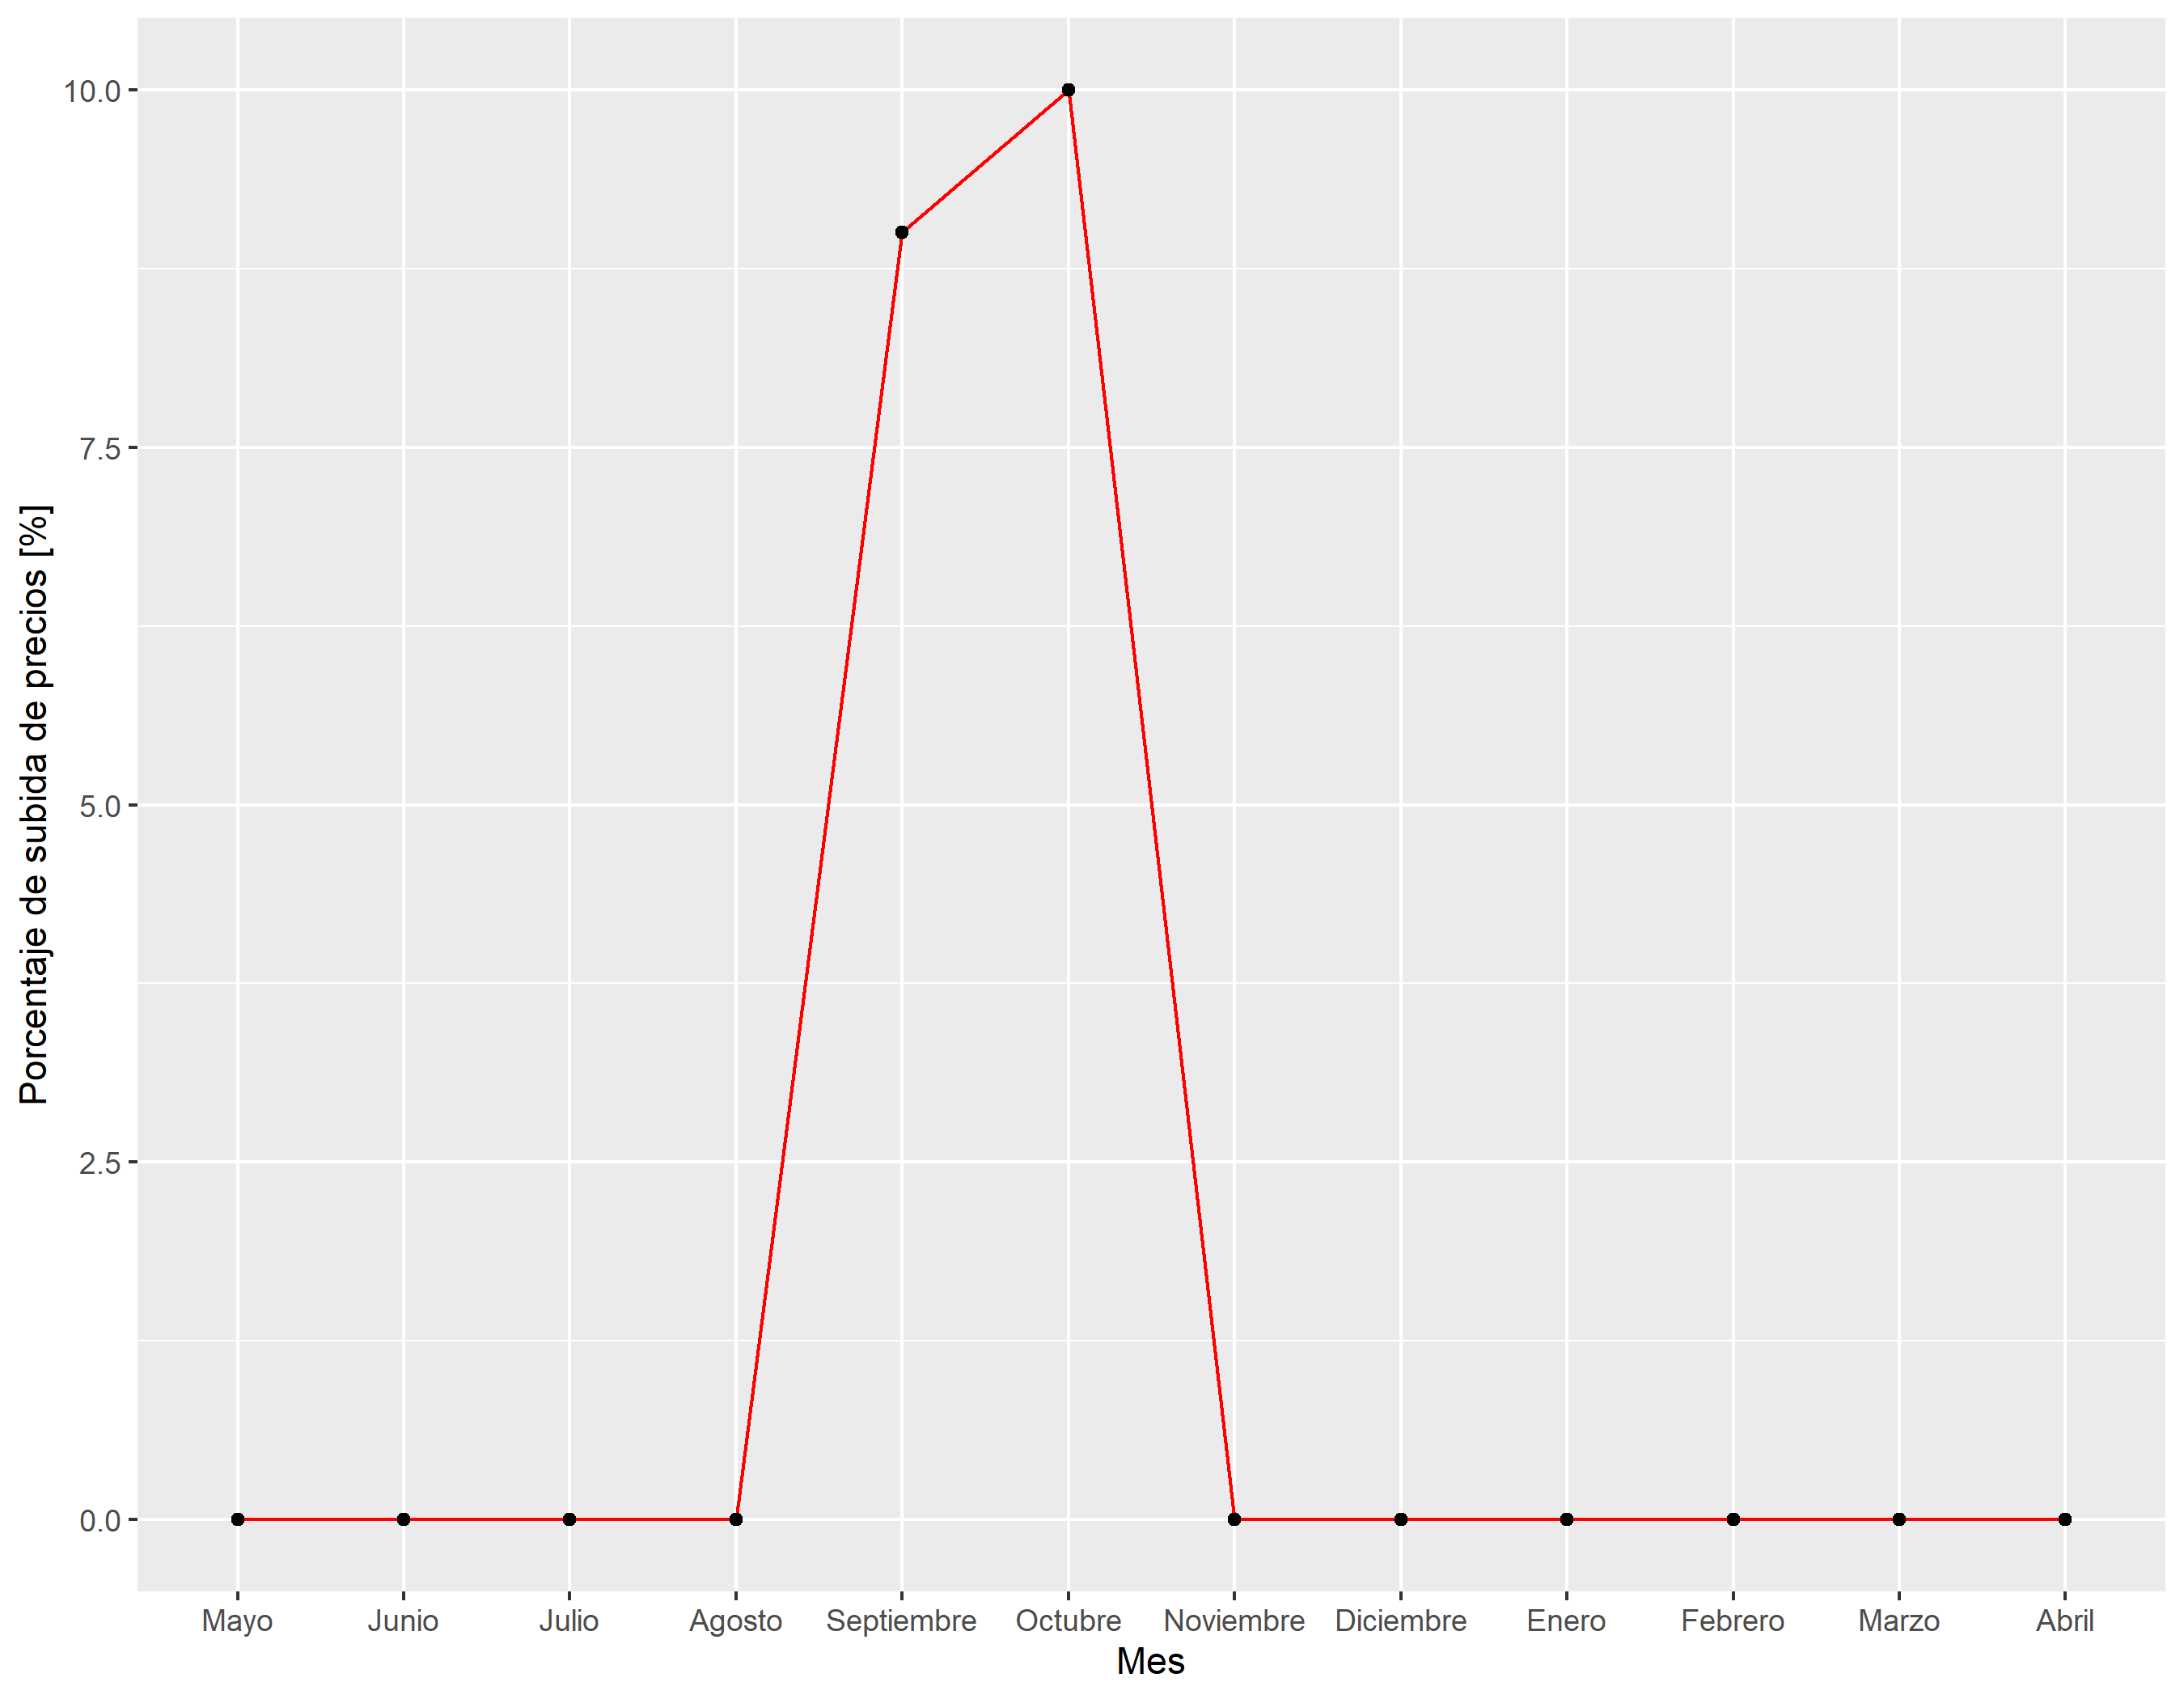 Porcentaje de subida de precios [%]
10.0
7.5
5.0
2.5
0.0
Mayo Junio Julio Agosto Septiembre Octubre Noviembre Diciembre Enero Febrero Marzo Abril
Mes